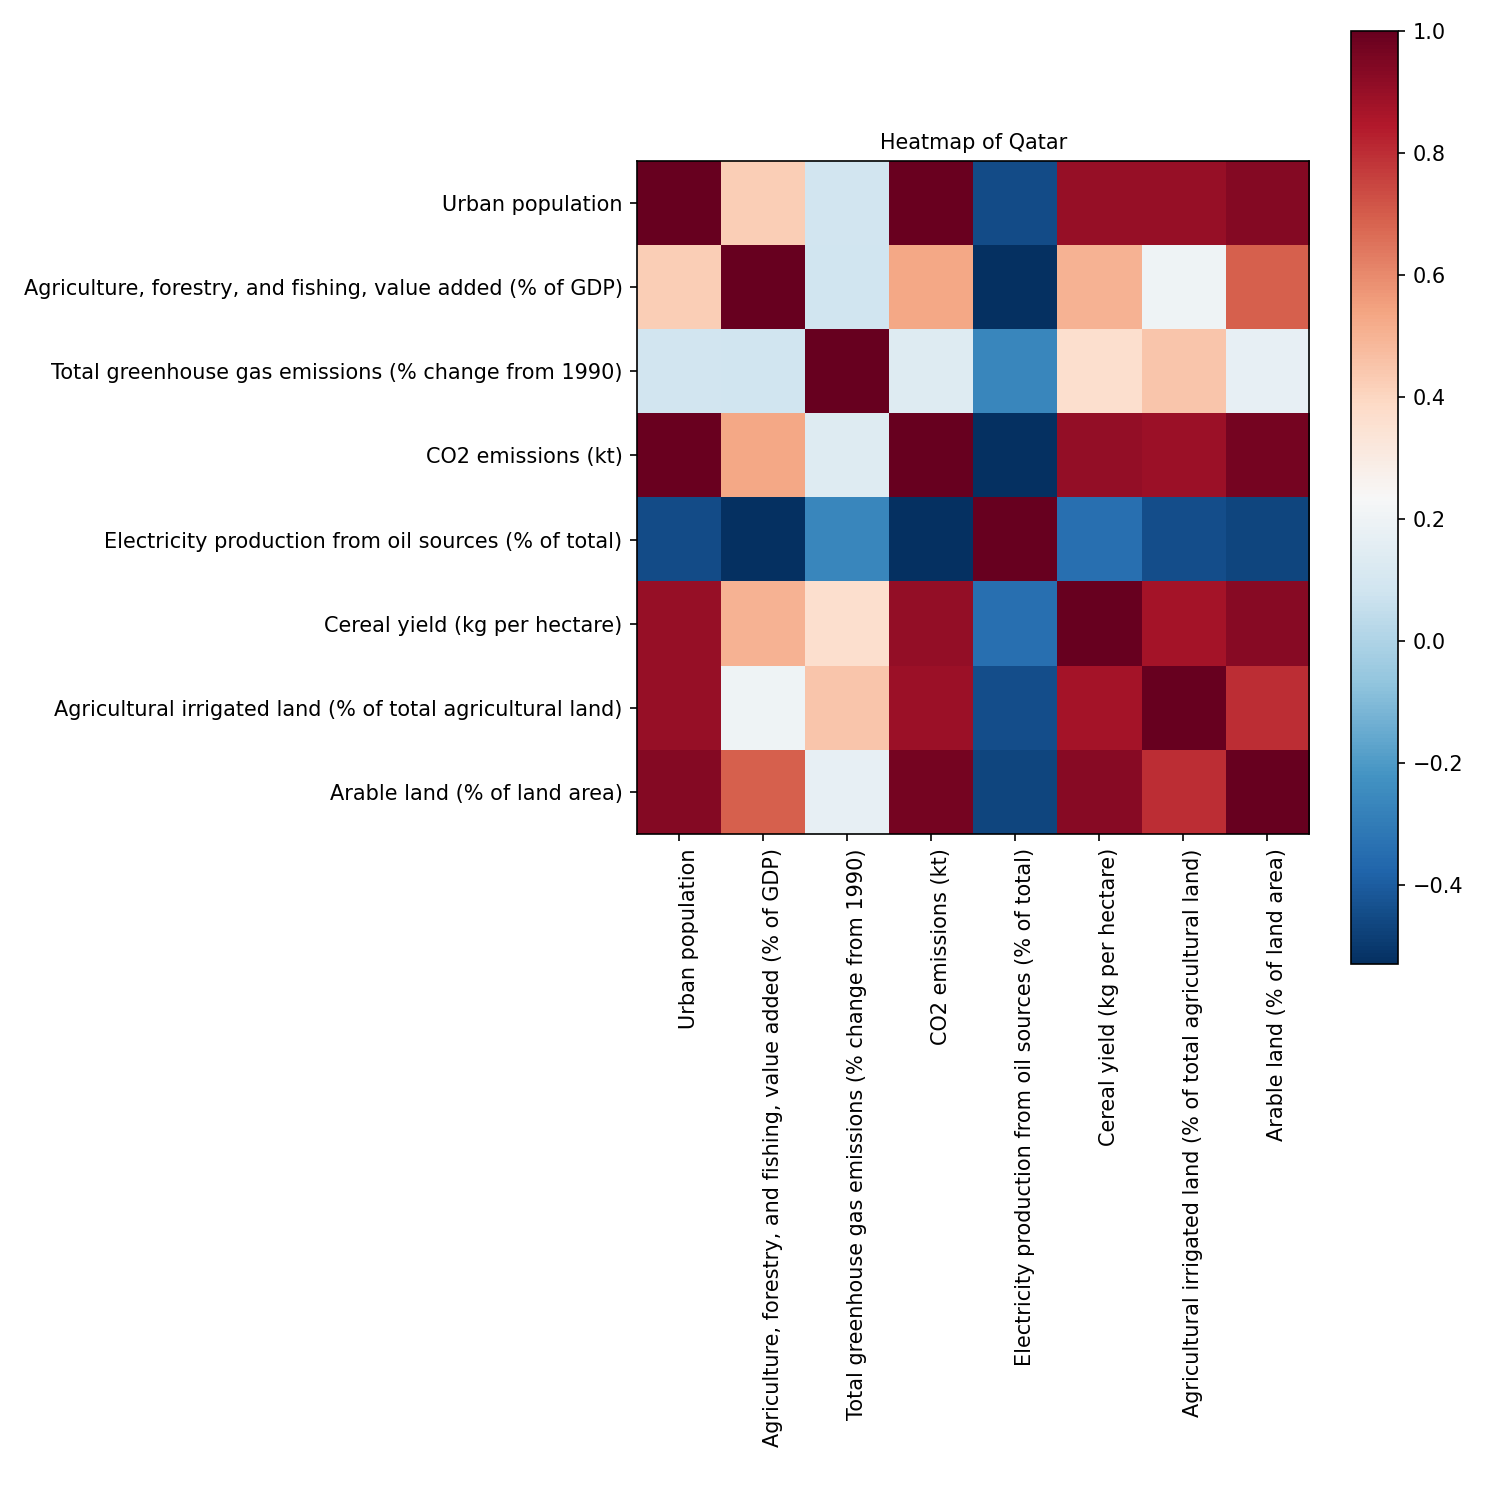 Heatmap of Qatar
Urban population
Agriculture, forestry, and fishing, value added (% of GDP)
Total greenhouse gas emissions (% change from 1990)
CO2 emissions (kt)
Electricity production from oil sources (% of total)
Cereal yield (kg per hectare)
Agricultural irrigated land (% of total agricultural land)
Arable land (% of land area)
Urban population
Agriculture, forestry, and fishing, value added (% of GDP)
Total greenhouse gas emissions (% change from 1990)
CO2 emissions (kt)
Electricity production from oil sources (% of total)
Cereal yield (kg per hectare)
Agricultural irrigated land (% of total agricultural land)
Arable land (% of land area)
1.0
0.8
0.6
0.4
0.2
0.0
−0.2
−0.4